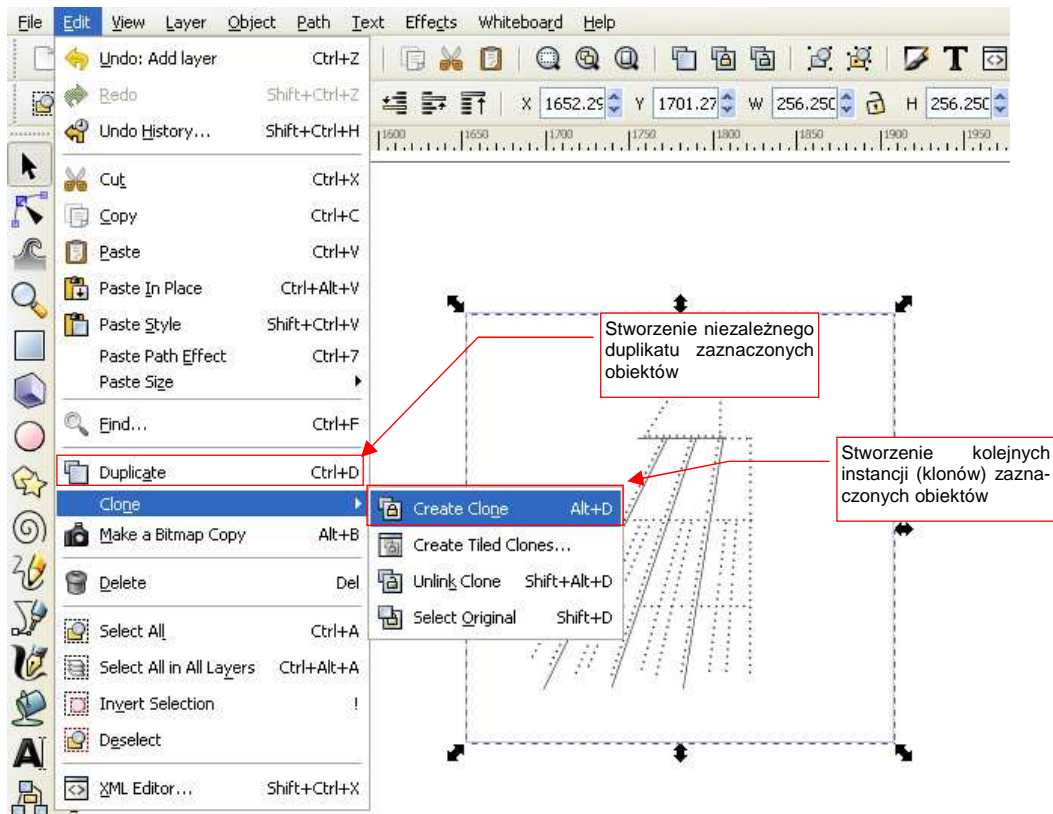 File Edit View Layer Object Path Text Effects Whiteboard Help
Undo: Add layer Ctrl+Z
Redo Shift+Ctrl+Z
Undo History... Shift+Ctrl+H
X 1652.29 Y 1701.27 W 256.250 H 256.250
1600 1650 1700 1750 1800 1850 1900 1950
Cut Ctrl+X
Copy Ctrl+C
Paste Ctrl+V
Paste In Place Ctrl+Alt+V
Paste Style Shift+Ctrl+V
Paste Path Effect Ctrl+7
Paste Size
Find... Ctrl+F
Duplicate Ctrl+D
Clone
Make a Bitmap Copy Alt+B
Delete Del
Select All Ctrl+A
Select All in All Layers Ctrl+Alt+A
Invert Selection !
Deselect
XML Editor... Shift+Ctrl+X
Create Clone Alt+D
Create Tiled Clones...
Unlink Clone Shift+Alt+D
Select Original Shift+D
Stworzenie niezależnego
duplikatu zaznaczonych
obiektów
Stworzenie kolejnych
instancji (klonów) zazna-
czonych obiektów